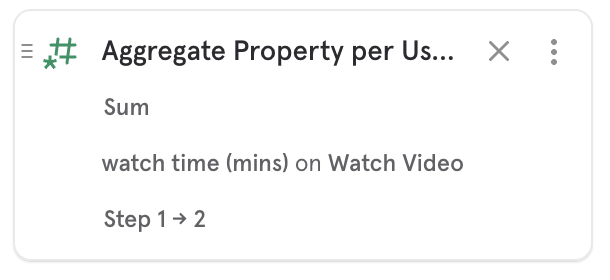 Aggregate Property per Us...
Sum
watch time (mins) on Watch Video
Step 1 → 2